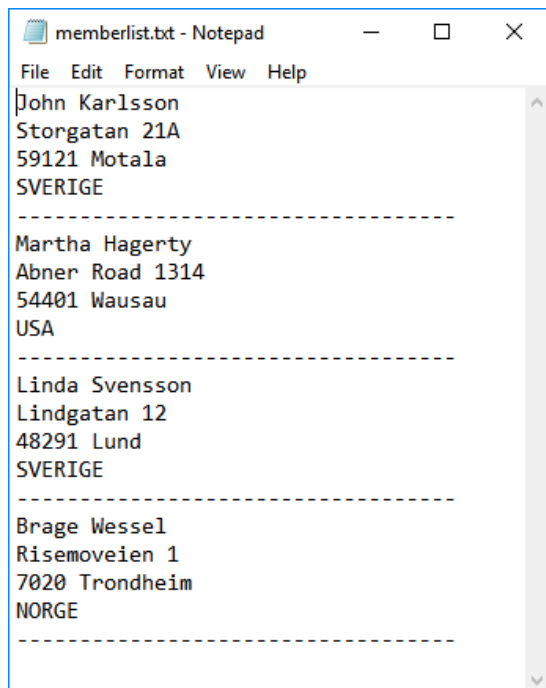 memberlist.txt - Notepad
File Edit Format View Help
John Karlsson
Storgatan 21A
59121 Motala
SVERIGE
-----------------------------------
Martha Hagerty
Abner Road 1314
54401 Wausau
USA
-----------------------------------
Linda Svensson
Lindgatan 12
48291 Lund
SVERIGE
-----------------------------------
Brage Wessel
Risemoveien 1
7020 Trondheim
NORGE
-----------------------------------